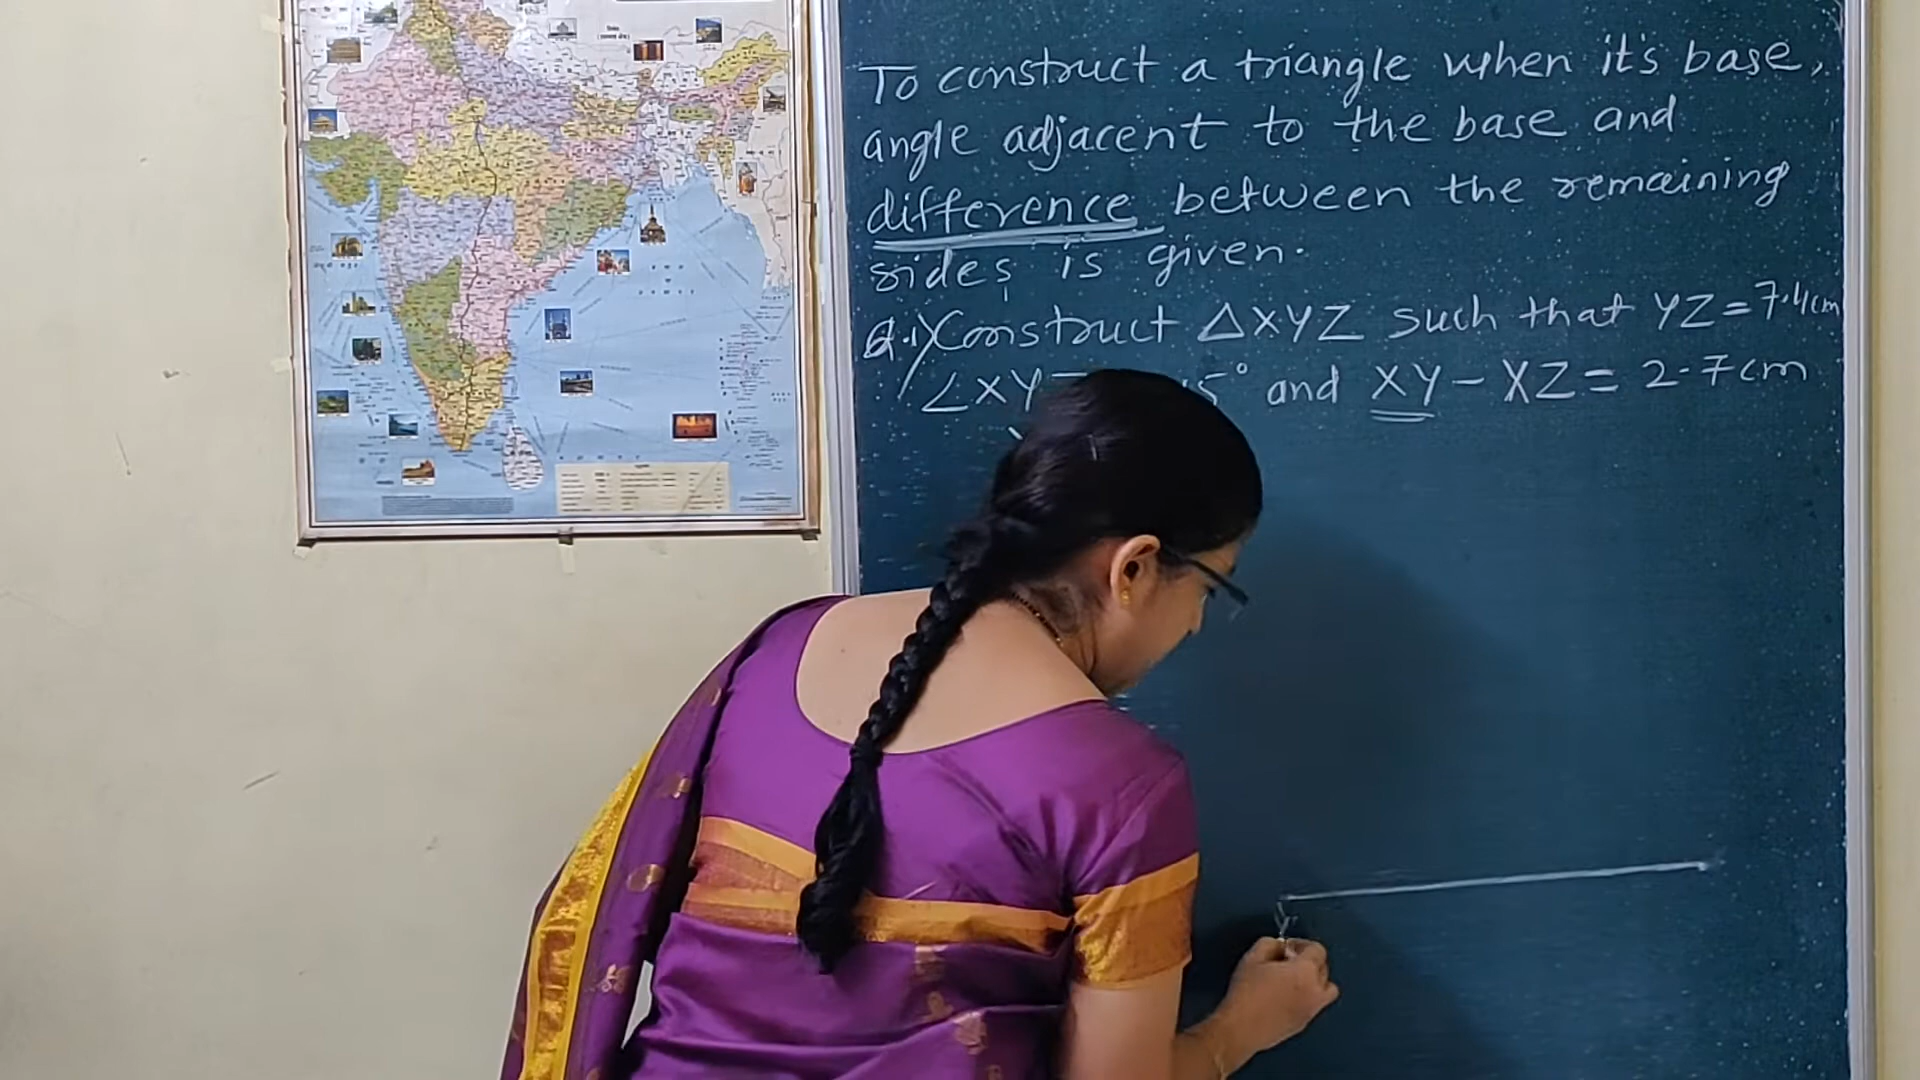 To construct a triangle when it's base,
angle adjacent to the base and
difference between the remaining
sides is given.
Q.1) Construct △XYZ such that YZ=7.4cm
∠XY 5° and XY - XZ = 2.7cm
Y